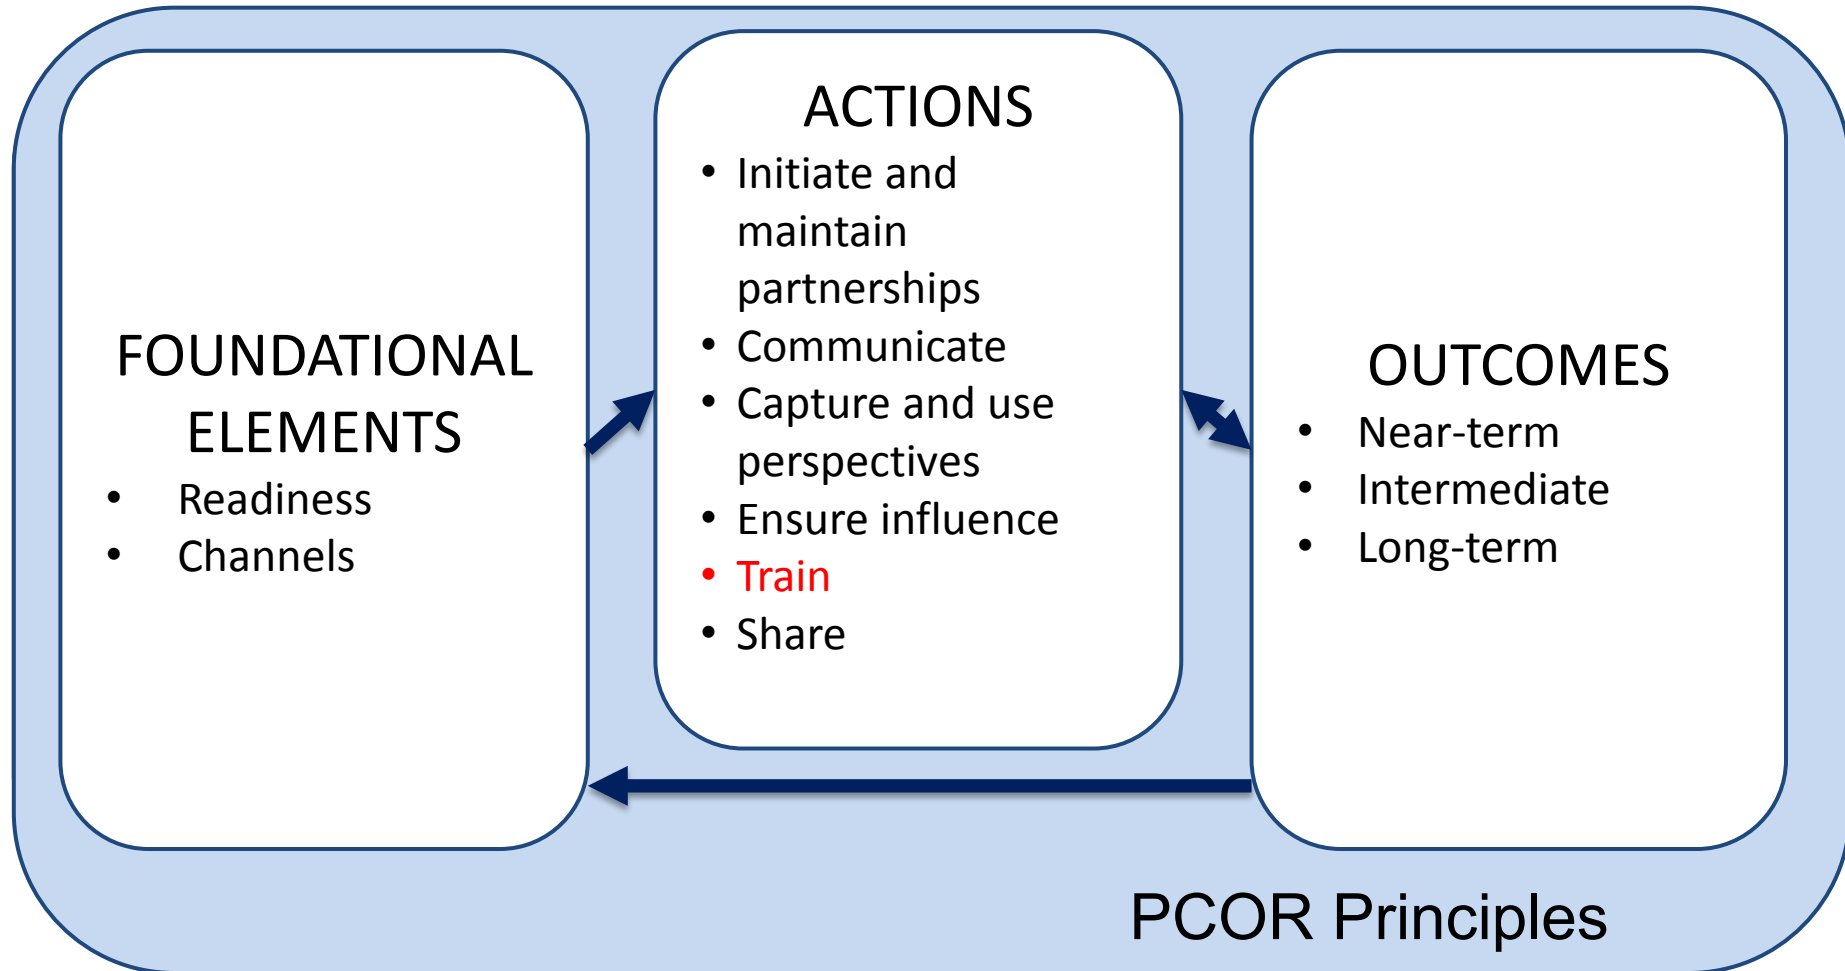 FOUNDATIONAL
ELEMENTS
• Readiness
• Channels
ACTIONS
• Initiate and
maintain
partnerships
• Communicate
• Capture and use
perspectives
• Ensure influence
• Train
• Share
OUTCOMES
• Near-term
• Intermediate
• Long-term
PCOR Principles